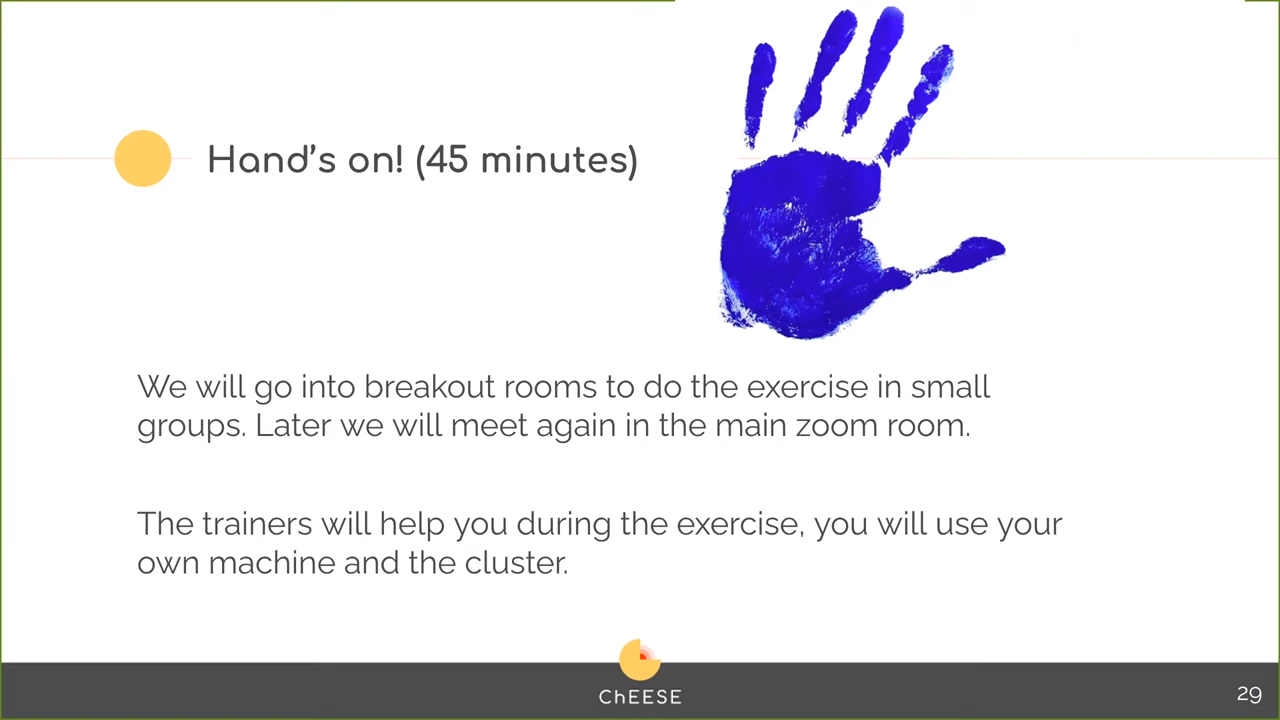 Hand's on! (45 minutes)
We will go into breakout rooms to do the exercise in small
groups. Later we will meet again in the main zoom room.
The trainers will help you during the exercise, you will use your
own machine and the cluster.
ChEESE
29